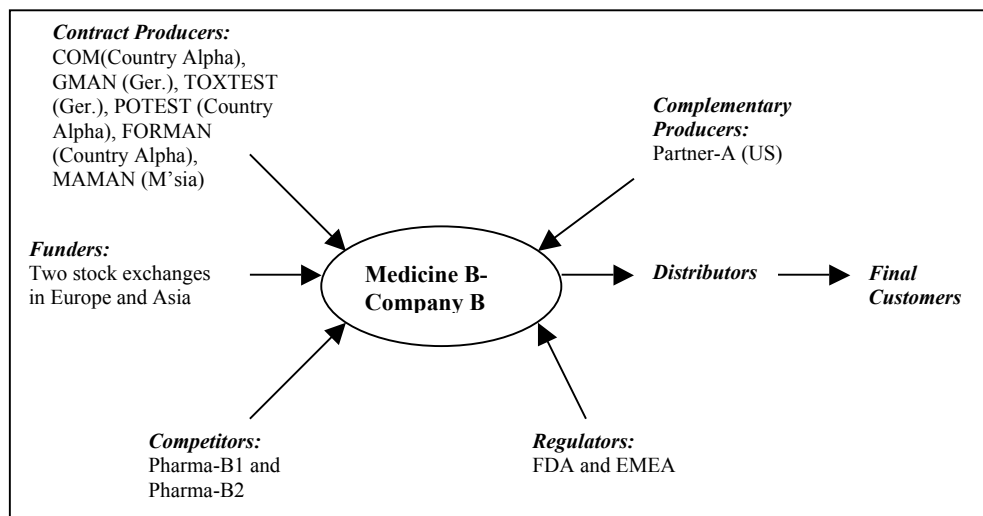 Contract Producers:
COM(Country Alpha),
GMAN (Ger.), TOXTEST
(Ger.), POTEST (Country
Alpha), FORMAN
(Country Alpha),
MAMAN (M'sia)
Complementary
Producers:
Partner-A (US)
Funders:
Two stock exchanges
in Europe and Asia
Medicine B-
Company B
Distributors
Final
Customers
Competitors:
Pharma-B1 and
Pharma-B2
Regulators:
FDA and EMEA